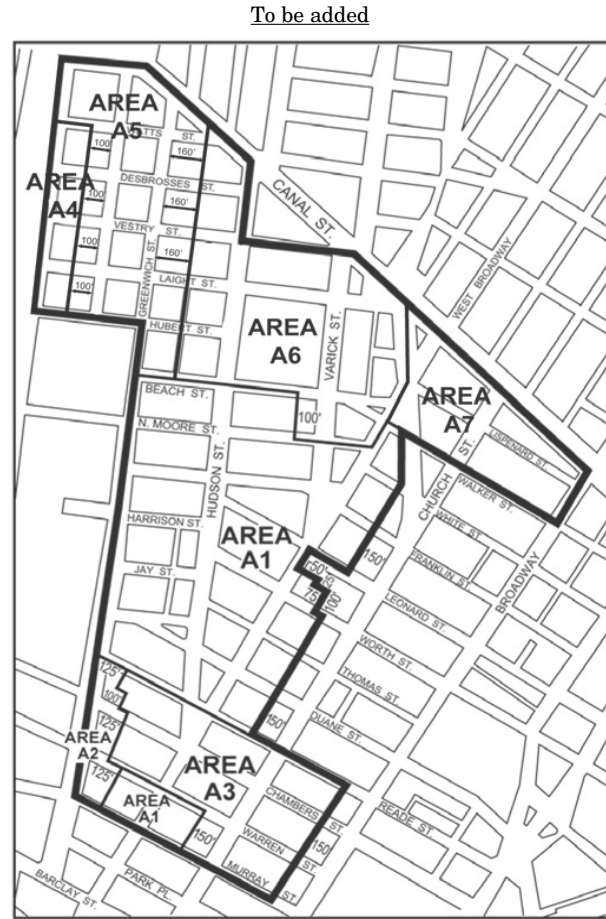 To be added
AREA
A5
WATTS ST.
100'
160'
AREA
A4
DESBROSSES ST.
100'
160'
CANAL ST.
VESTRY ST.
100'
160'
GREENWICH ST.
LAIGHT ST.
100'
WEST BROADWAY
HUBERT ST.
AREA
A6
VARICK ST.
BEACH ST.
AREA
A7
100'
N. MOORE ST.
LISPENARD ST.
HUDSON ST.
CHURCH ST.
WALKER ST.
HARRISON ST.
WHITE ST.
AREA
A1
150'
JAY ST.
50'
25'
FRANKLIN ST.
BROADWAY
75'
100'
LEONARD ST.
WORTH ST.
125'
THOMAS ST.
100'
150'
DUANE ST.
125'
AREA
A2
AREA
A3
125'
AREA
A1
CHAMBERS ST.
READE ST.
150'
WARREN ST.
150'
MURRAY ST.
PARK PL.
BARCLAY ST.